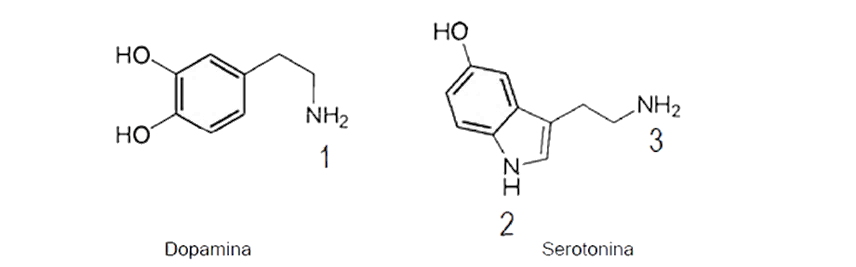 HO
HO
NH2
1
Dopamina
HO
NH2
3
N
H
2
Serotonina